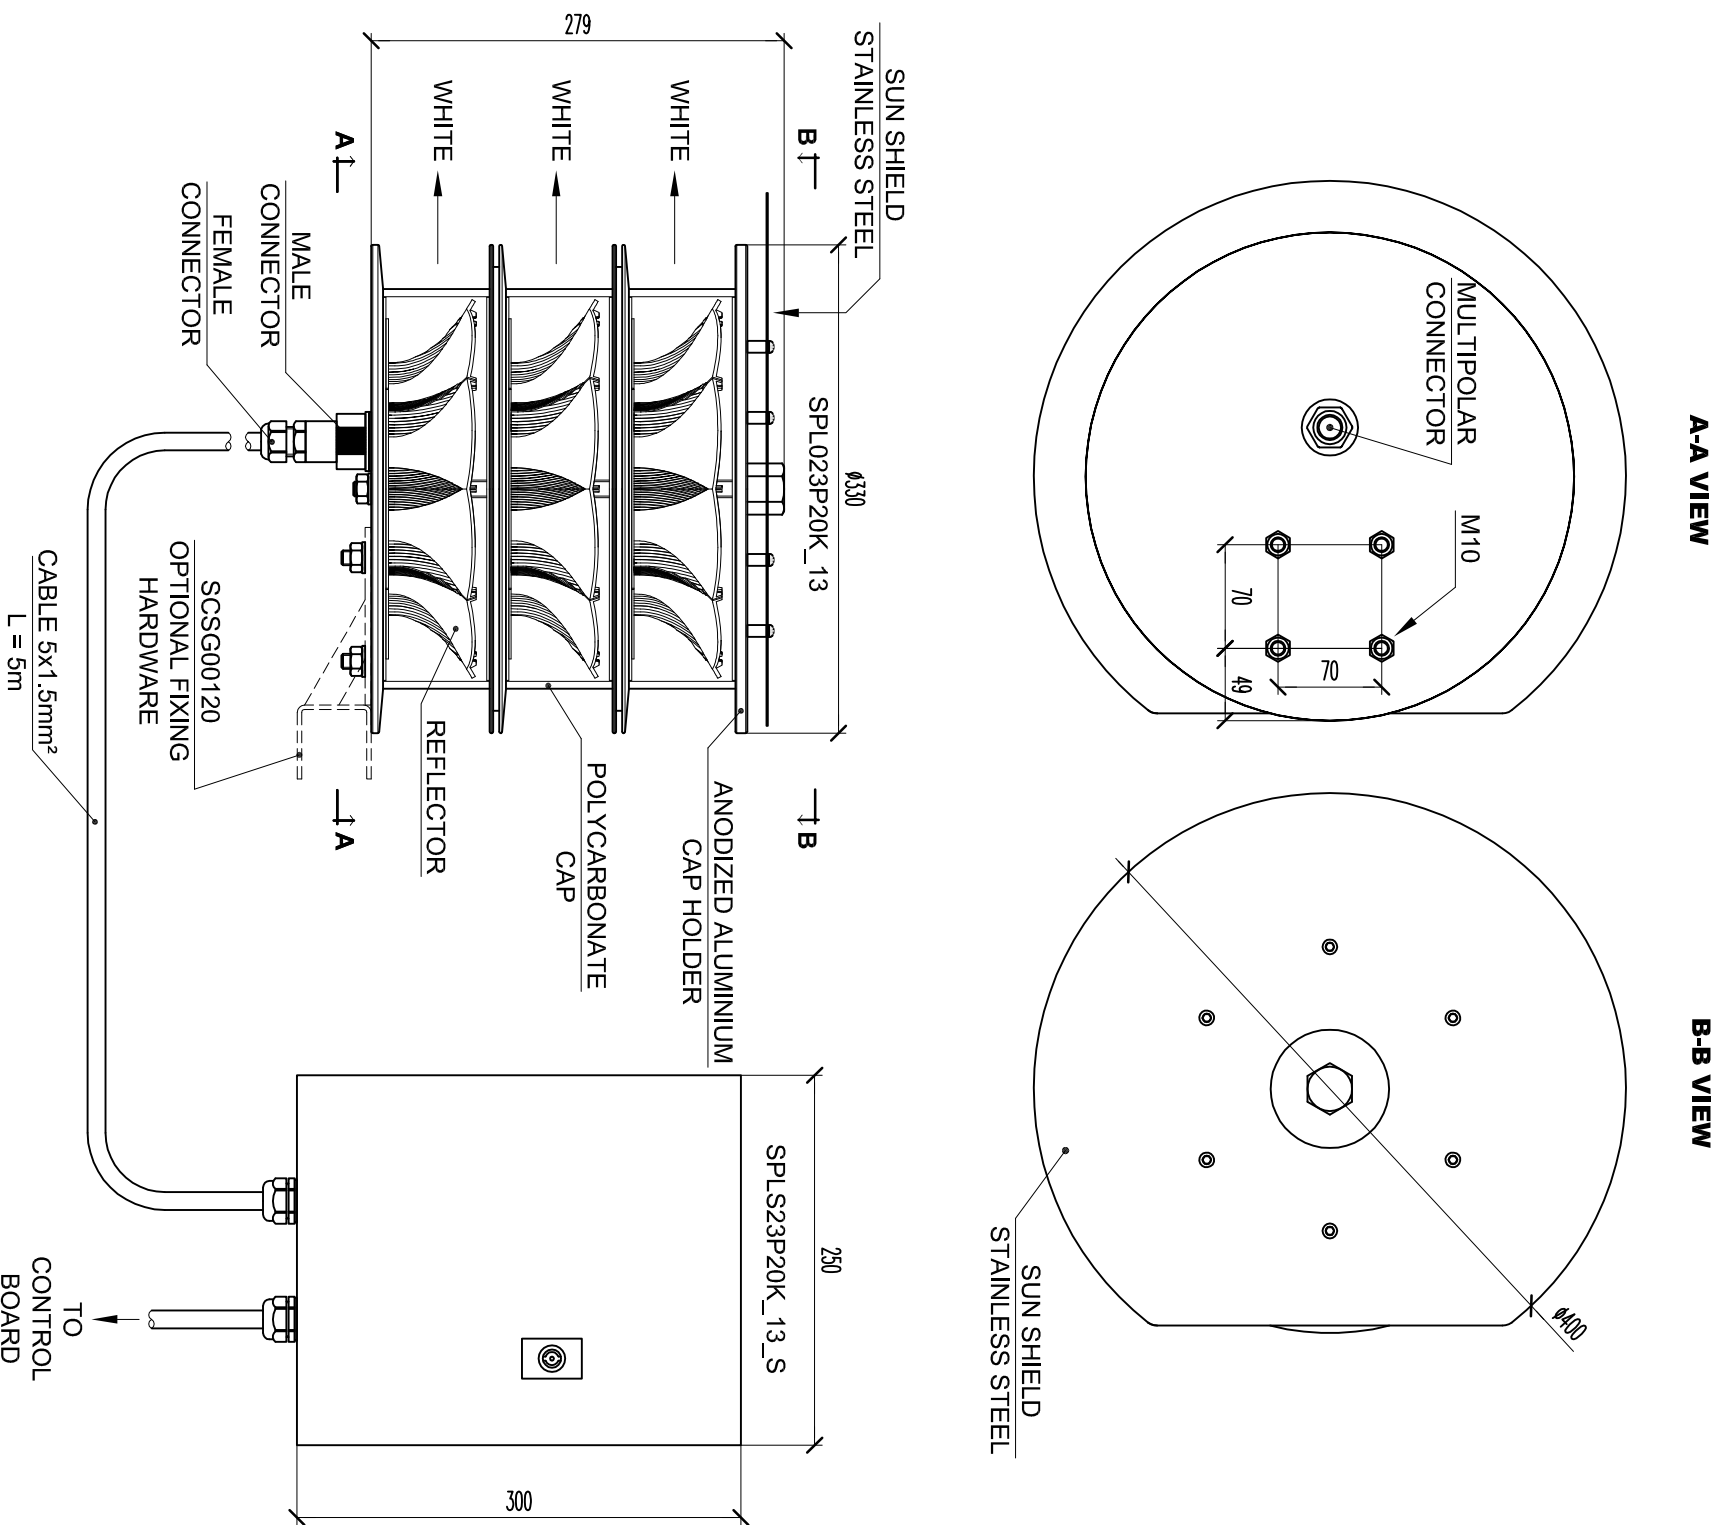 279
SUN SHIELD
STAINLESS STEEL
WHITE
WHITE
WHITE
B
B
A
A
SPL023P20K_13
ø330
MALE
CONNECTOR
FEMALE
CONNECTOR
SCSG00120
OPTIONAL FIXING
HARDWARE
CABLE 5x1.5mm²
L = 5m
REFLECTOR
POLYCARBONATE
CAP
ANODIZED ALUMINIUM
CAP HOLDER
SPLS23P20K_13_S
250
300
TO
CONTROL
BOARD
A-A VIEW
MULTIPOLAR
CONNECTOR
M10
70
70
49
B-B VIEW
ø400
SUN SHIELD
STAINLESS STEEL